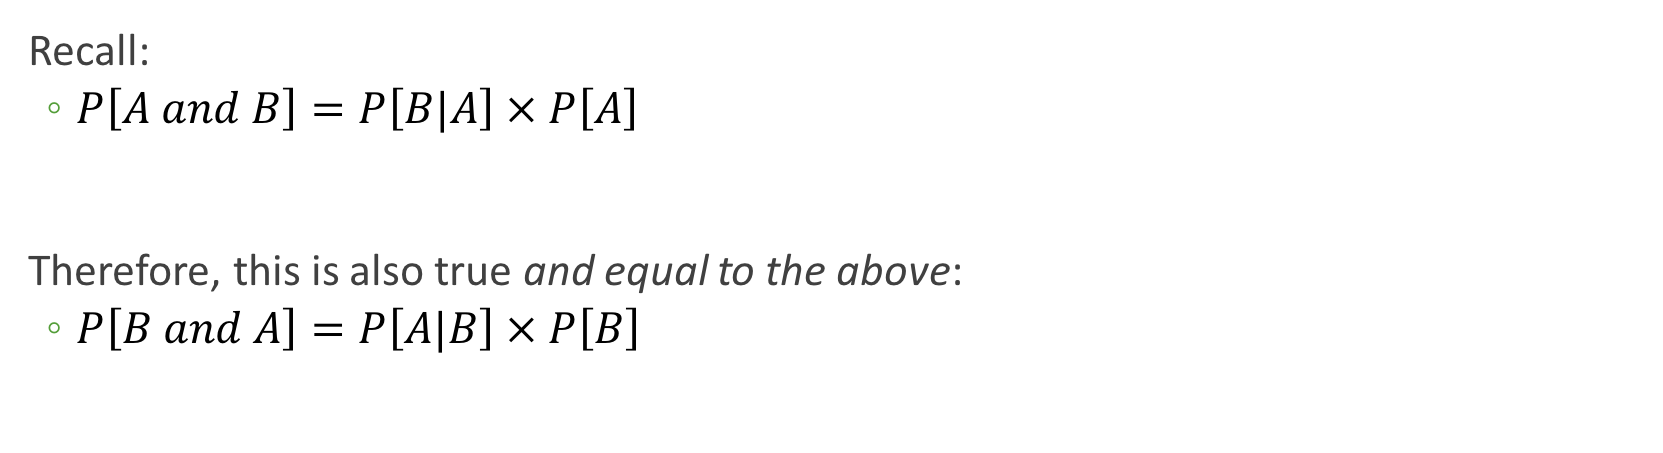 Recall:
◦ P[A and B] = P[B|A] × P[A]
Therefore, this is also true and equal to the above:
◦ P[B and A] = P[A|B] × P[B]